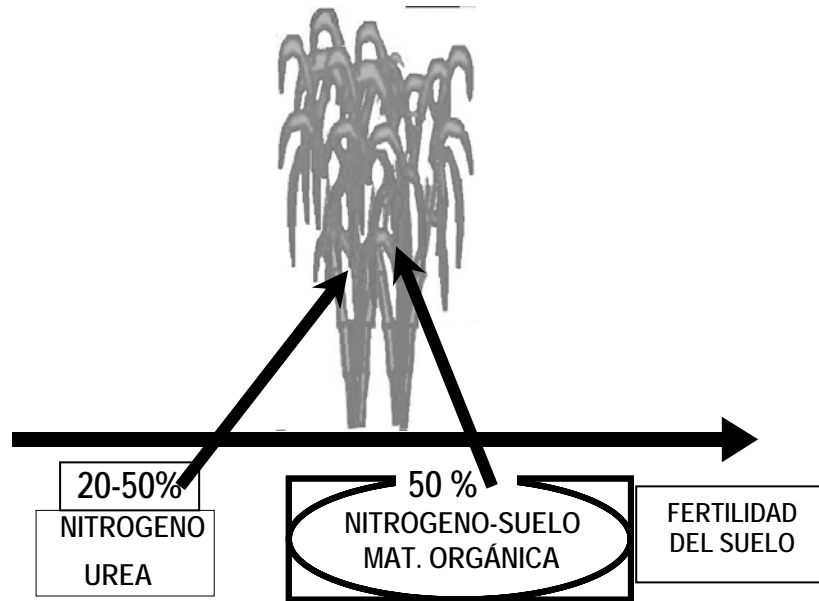 20-50%
NITROGENO
UREA
50 %
NITROGENO-SUELO
MAT. ORGÁNICA
FERTILIDAD
DEL SUELO